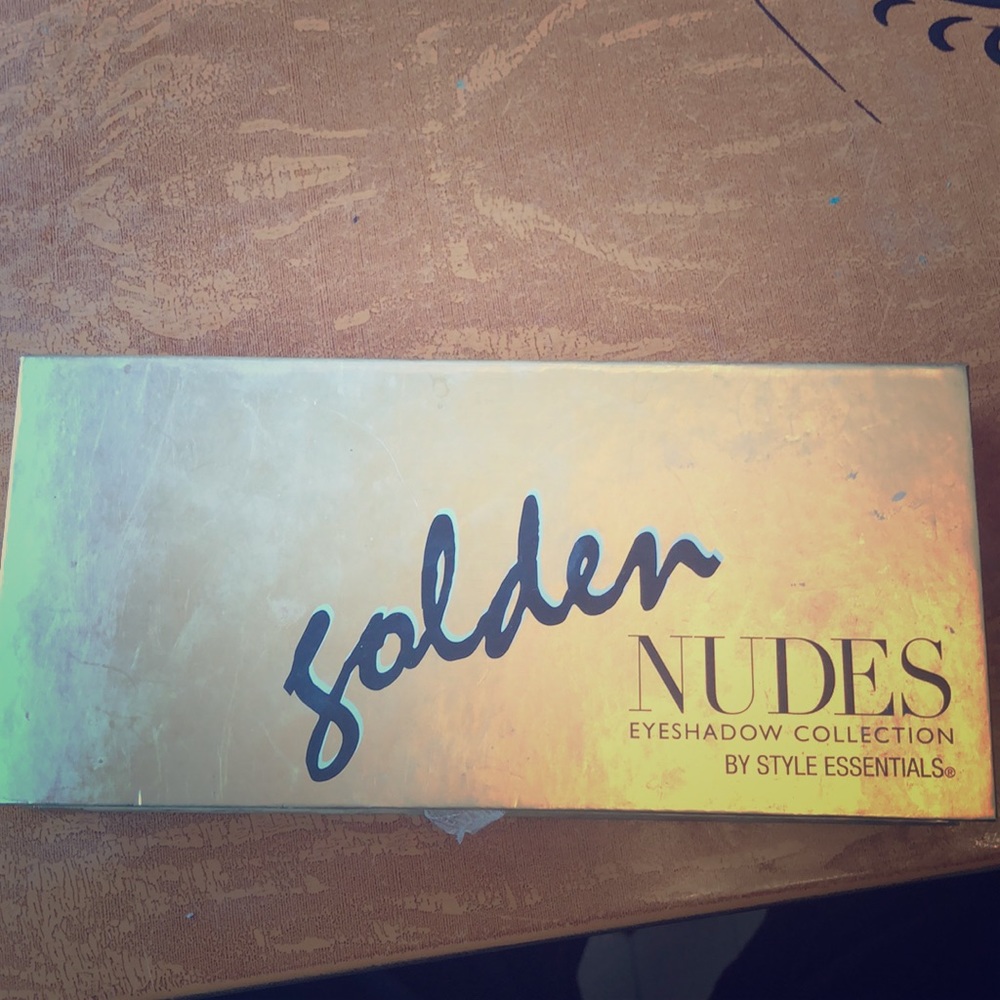 golden
NUDES
EYESHADOW COLLECTION
BY STYLE ESSENTIALS®